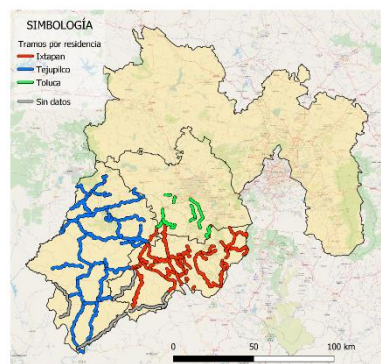 SIMBOLOGÍA
Tramos por residencia
Ixtapan
Tejupilco
Toluca
Sin datos
0 50 100 km